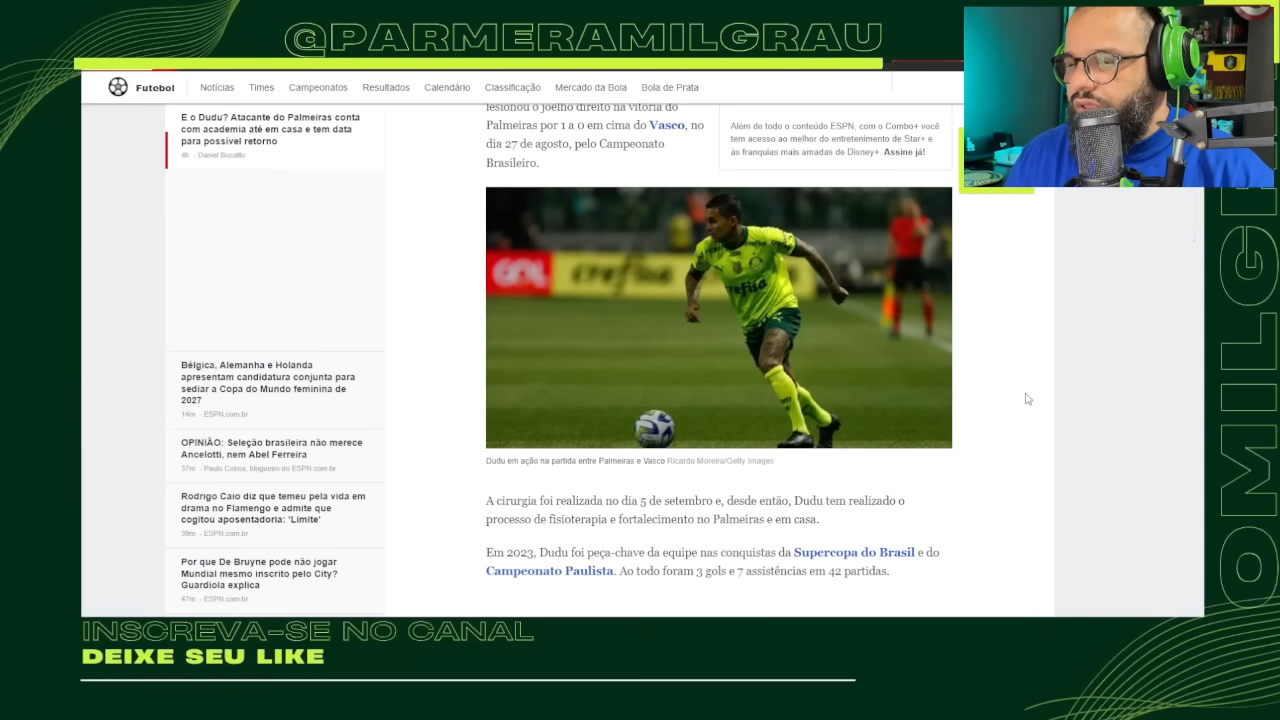 @PARMERAMILGRAU
Futebol
Notícias
Times
Campeonatos
Resultados
Calendário
Classificação
Mercado da Bola
Bola de Prata
E o Dudu? Atacante do Palmeiras conta
com academia até em casa e tem data
para possível retorno
4h - Daniel Bocatto
Bélgica, Alemanha e Holanda
apresentam candidatura conjunta para
sediar a Copa do Mundo feminina de
2027
14m - ESPN.com.br
OPINIÃO: Seleção brasileira não merece
Ancelotti, nem Abel Ferreira
37m - Paulo Cobos, blogueiro do ESPN.com.br
Rodrigo Caio diz que temeu pela vida em
drama no Flamengo e admite que
cogitou aposentadoria: 'Limite'
39m - ESPN.com.br
Por que De Bruyne pode não jogar
Mundial mesmo inscrito pelo City?
Guardiola explica
47m - ESPN.com.br
lesionou o joelho direito na vitória do
Palmeiras por 1 a 0 em cima do Vasco, no
dia 27 de agosto, pelo Campeonato
Brasileiro.
Além de todo o conteúdo ESPN, com o Combo+ você
tem acesso ao melhor do entretenimento de Star+ e
às franquias mais amadas de Disney+. Assine já!
GOL
crefisa
crefisa
Dudu em ação na partida entre Palmeiras e Vasco Ricardo Moreira/Getty Images
A cirurgia foi realizada no dia 5 de setembro e, desde então, Dudu tem realizado o
processo de fisioterapia e fortalecimento no Palmeiras e em casa.
Em 2023, Dudu foi peça-chave da equipe nas conquistas da Supercopa do Brasil e do
Campeonato Paulista. Ao todo foram 3 gols e 7 assistências em 42 partidas.
OMILG
INSCREVA-SE NO CANAL
DEIXE SEU LIKE